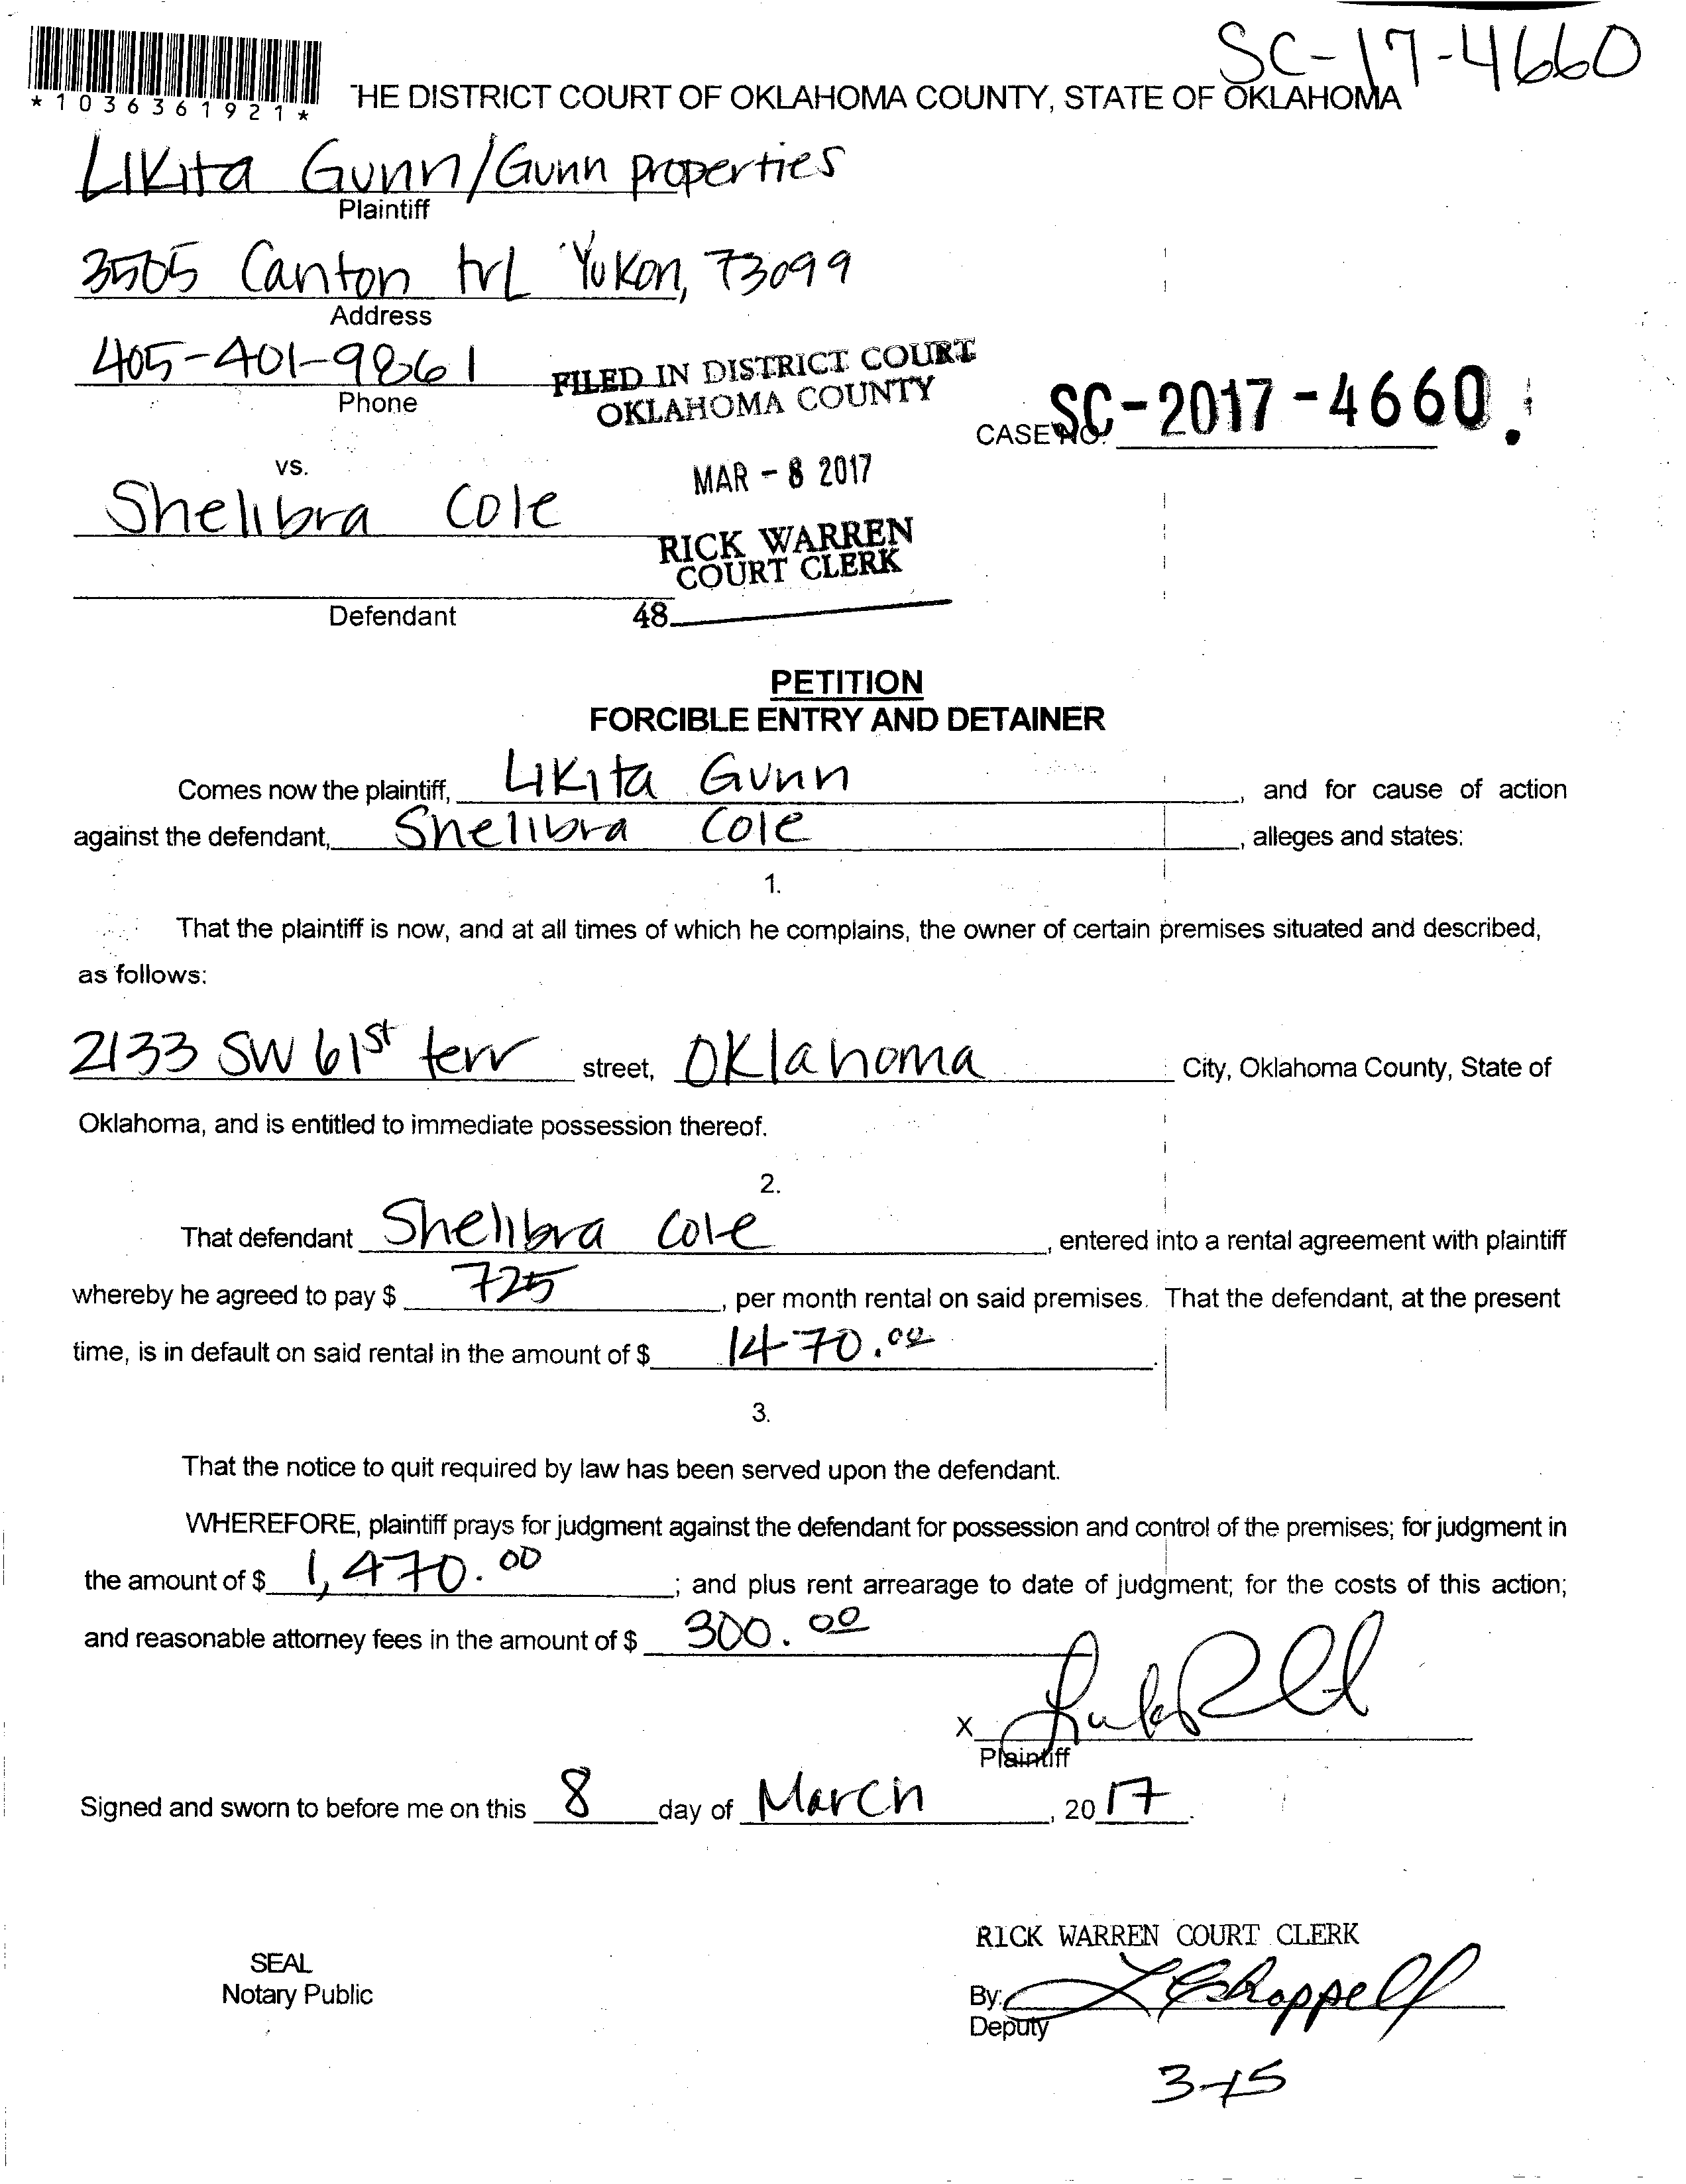 SC-17-4660
*1036361921*
THE DISTRICT COURT OF OKLAHOMA COUNTY, STATE OF OKLAHOMA
Likita Gunn/Gunn properties
Plaintiff
3505 Canton trl Yukon, 73099
Address
405-401-9861
Phone
FILED IN DISTRICT COURT
OKLAHOMA COUNTY
CASE NO. SC-2017-4660
vs.
MAR - 8 2017
Shelibra Cole
RICK WARREN
COURT CLERK
Defendant
48
PETITION
FORCIBLE ENTRY AND DETAINER
Comes now the plaintiff, Likita Gunn, and for cause of action
against the defendant, Shelibra Cole, alleges and states:
1.
That the plaintiff is now, and at all times of which he complains, the owner of certain premises situated and described,
as follows:
2133 SW 61st terr street, Oklahoma City, Oklahoma County, State of
Oklahoma, and is entitled to immediate possession thereof.
2.
That defendant Shelibra Cole, entered into a rental agreement with plaintiff
whereby he agreed to pay $ 725, per month rental on said premises. That the defendant, at the present
time, is in default on said rental in the amount of $ 1470.00.
3.
That the notice to quit required by law has been served upon the defendant.
WHEREFORE, plaintiff prays for judgment against the defendant for possession and control of the premises; for judgment in
the amount of $ 1,470.00; and plus rent arrearage to date of judgment; for the costs of this action;
and reasonable attorney fees in the amount of $ 300.00
X
Plaintiff
Signed and sworn to before me on this 8 day of March, 2017.
RICK WARREN COURT CLERK
SEAL
Notary Public
By: L Chappell
Deputy
3-15